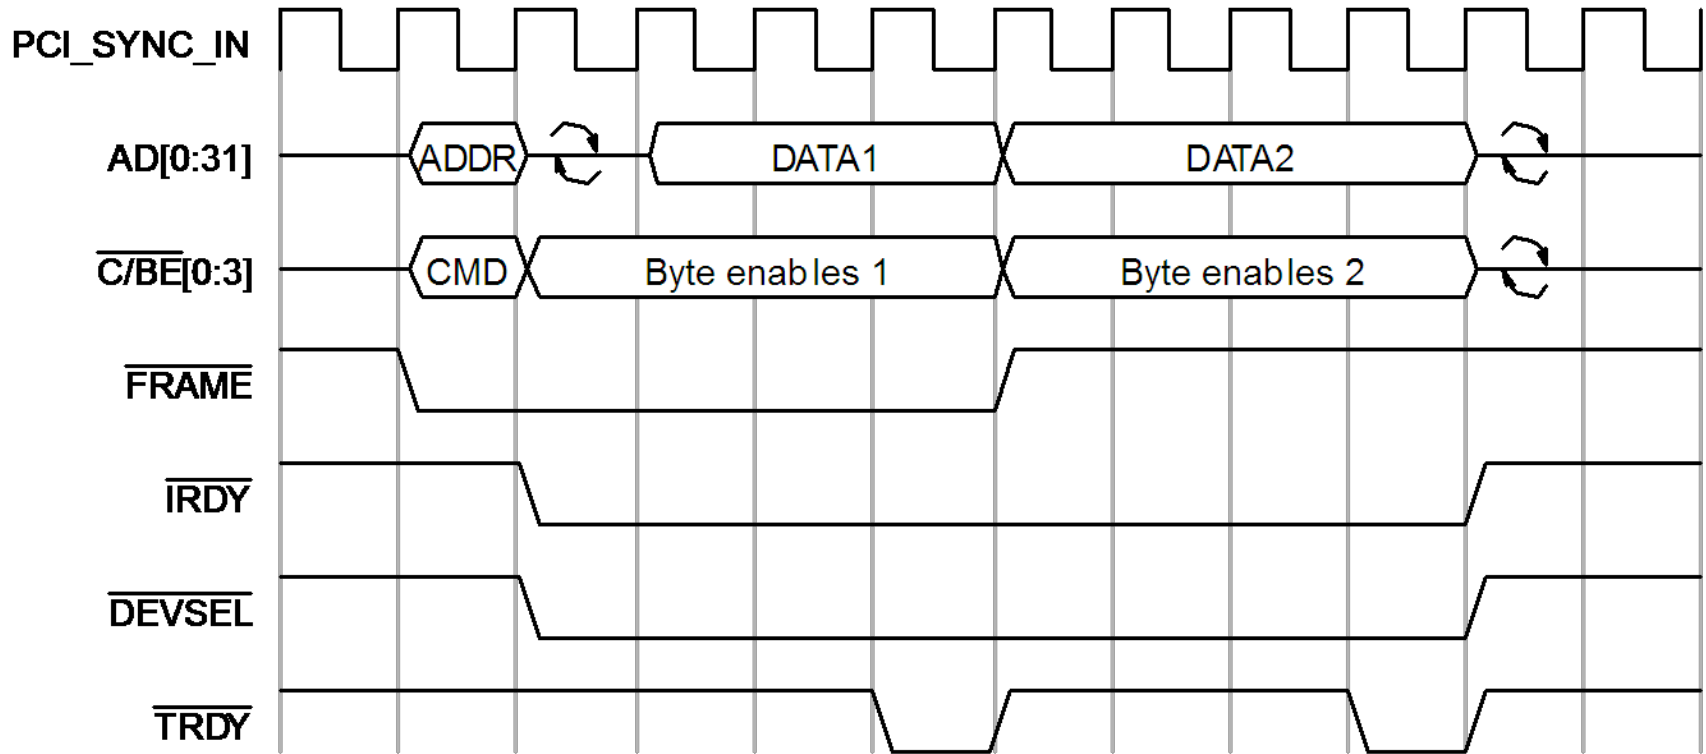 PCI_SYNC_IN
AD[0:31] ADDR DATA1 DATA2
C/BE[0:3] CMD Byte enables 1 Byte enables 2
FRAME
IRDY
DEVSEL
TRDY